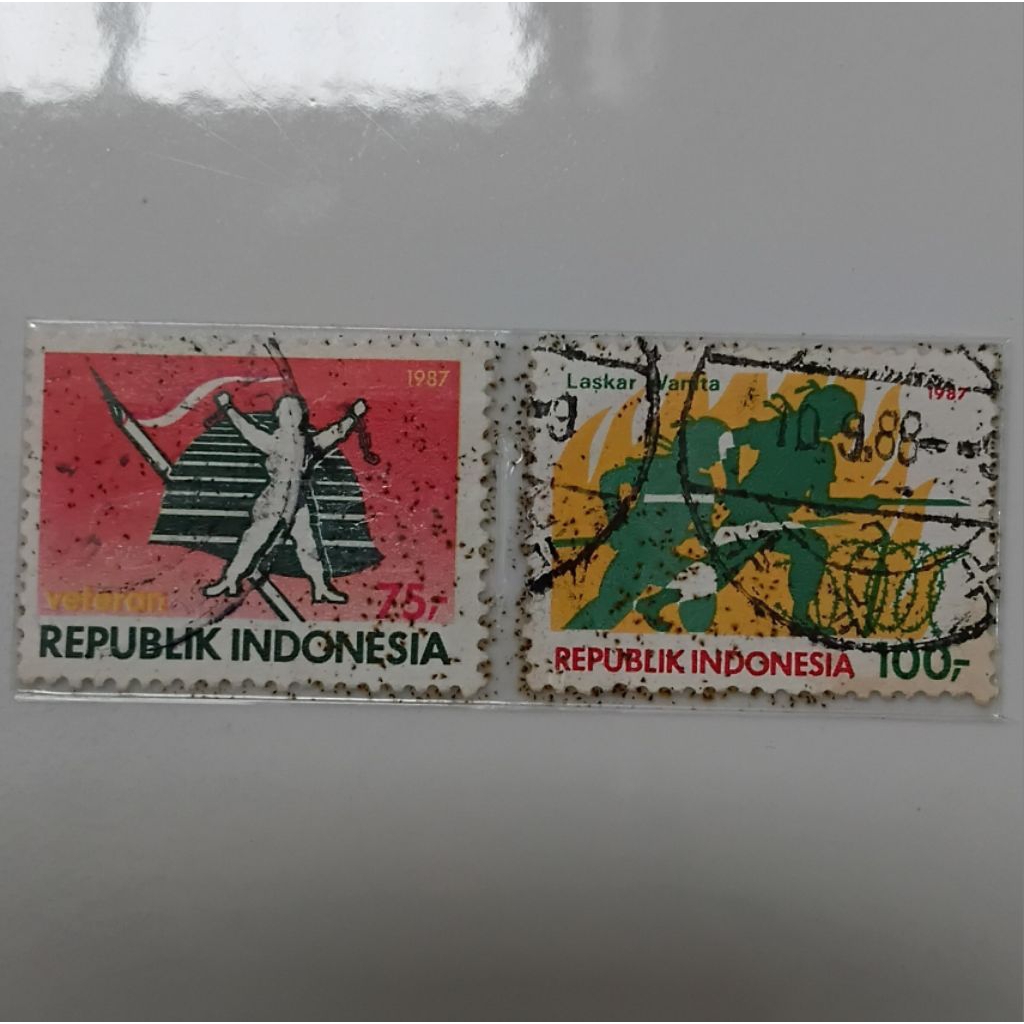 1987
veteran
75,-
REPUBLIK INDONESIA
Laskar Wanita
1987
10 9.88
REPUBLIK INDONESIA 100,-